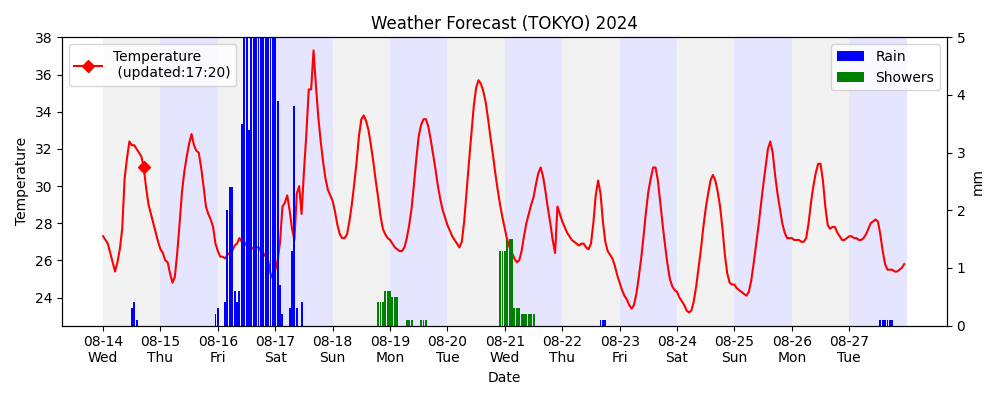 Weather Forecast (TOKYO) 2024
Temperature
(updated:17:20)
Rain
Showers
38
36
34
32
30
28
26
24
Temperature
5
4
3
2
1
0
mm
08-14 08-15 08-16 08-17 08-18 08-19 08-20 08-21 08-22 08-23 08-24 08-25 08-26 08-27
Wed Thu Fri Sat Sun Mon Tue Wed Thu Fri Sat Sun Mon Tue
Date